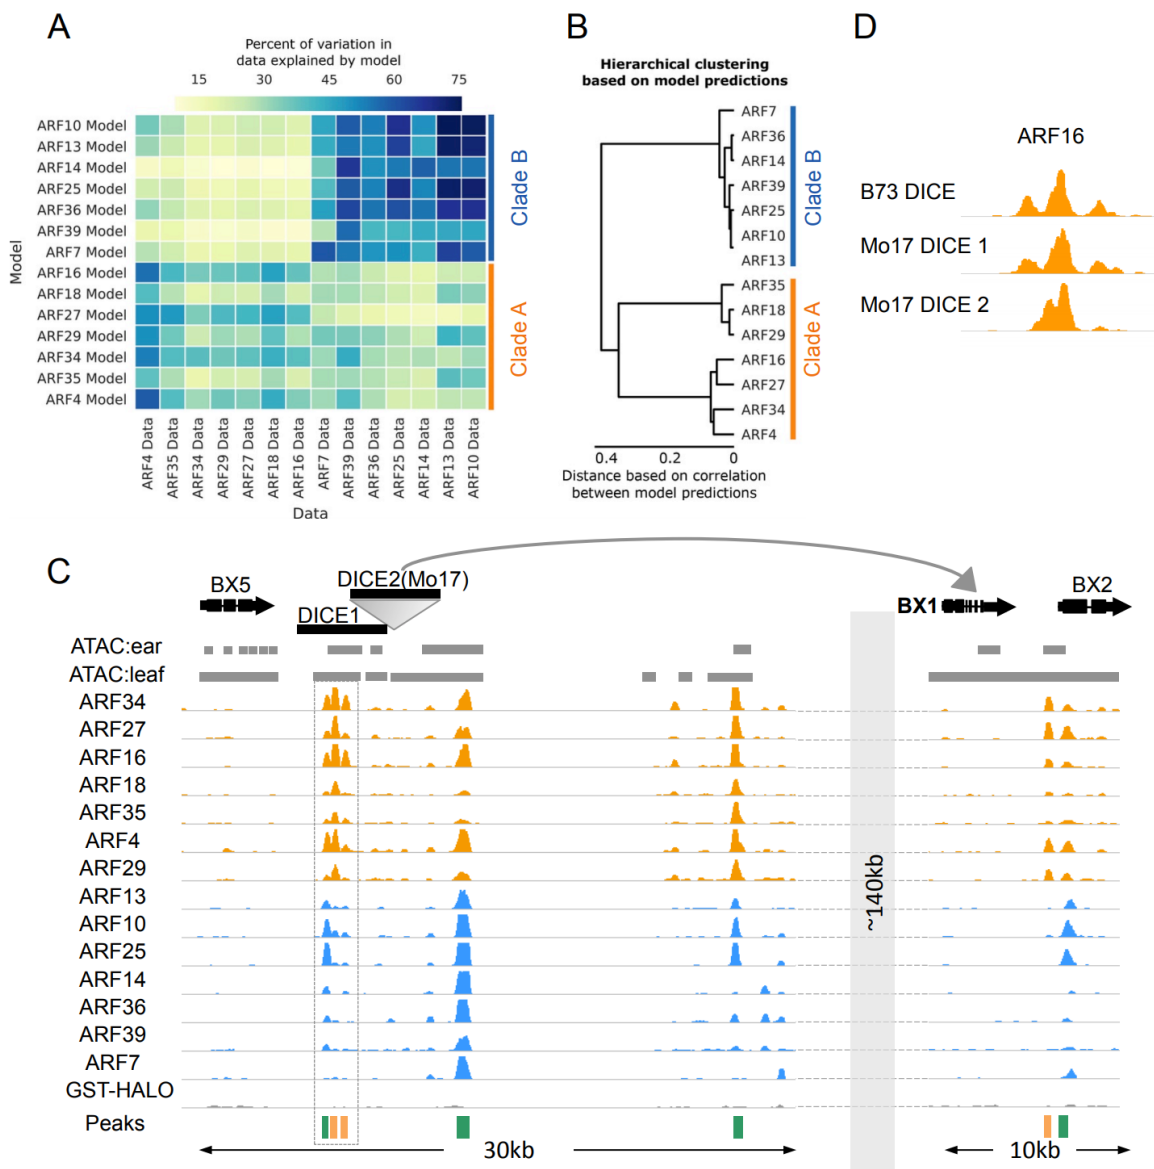 A
Percent of variation in
data explained by model
15 30 45 60 75
ARF10 Model
ARF13 Model
ARF14 Model
ARF25 Model
ARF36 Model
ARF39 Model
ARF7 Model
ARF16 Model
ARF18 Model
ARF27 Model
ARF29 Model
ARF34 Model
ARF35 Model
ARF4 Model
Model
Clade B
Clade A
ARF4 Data
ARF35 Data
ARF34 Data
ARF29 Data
ARF27 Data
ARF18 Data
ARF16 Data
ARF7 Data
ARF39 Data
ARF36 Data
ARF25 Data
ARF14 Data
ARF13 Data
ARF10 Data
Data
B
Hierarchical clustering
based on model predictions
ARF7
ARF36
ARF14
ARF39
ARF25
ARF10
ARF13
ARF35
ARF18
ARF29
ARF16
ARF27
ARF34
ARF4
Clade B
Clade A
0.4 0.2 0
Distance based on correlation
between model predictions
D
ARF16
B73 DICE
Mo17 DICE 1
Mo17 DICE 2
C
BX5
DICE2(Mo17)
DICE1
BX1
BX2
ATAC:ear
ATAC:leaf
ARF34
ARF27
ARF16
ARF18
ARF35
ARF4
ARF29
ARF13
ARF10
ARF25
ARF14
ARF36
ARF39
ARF7
GST-HALO
Peaks
~140kb
30kb
10kb